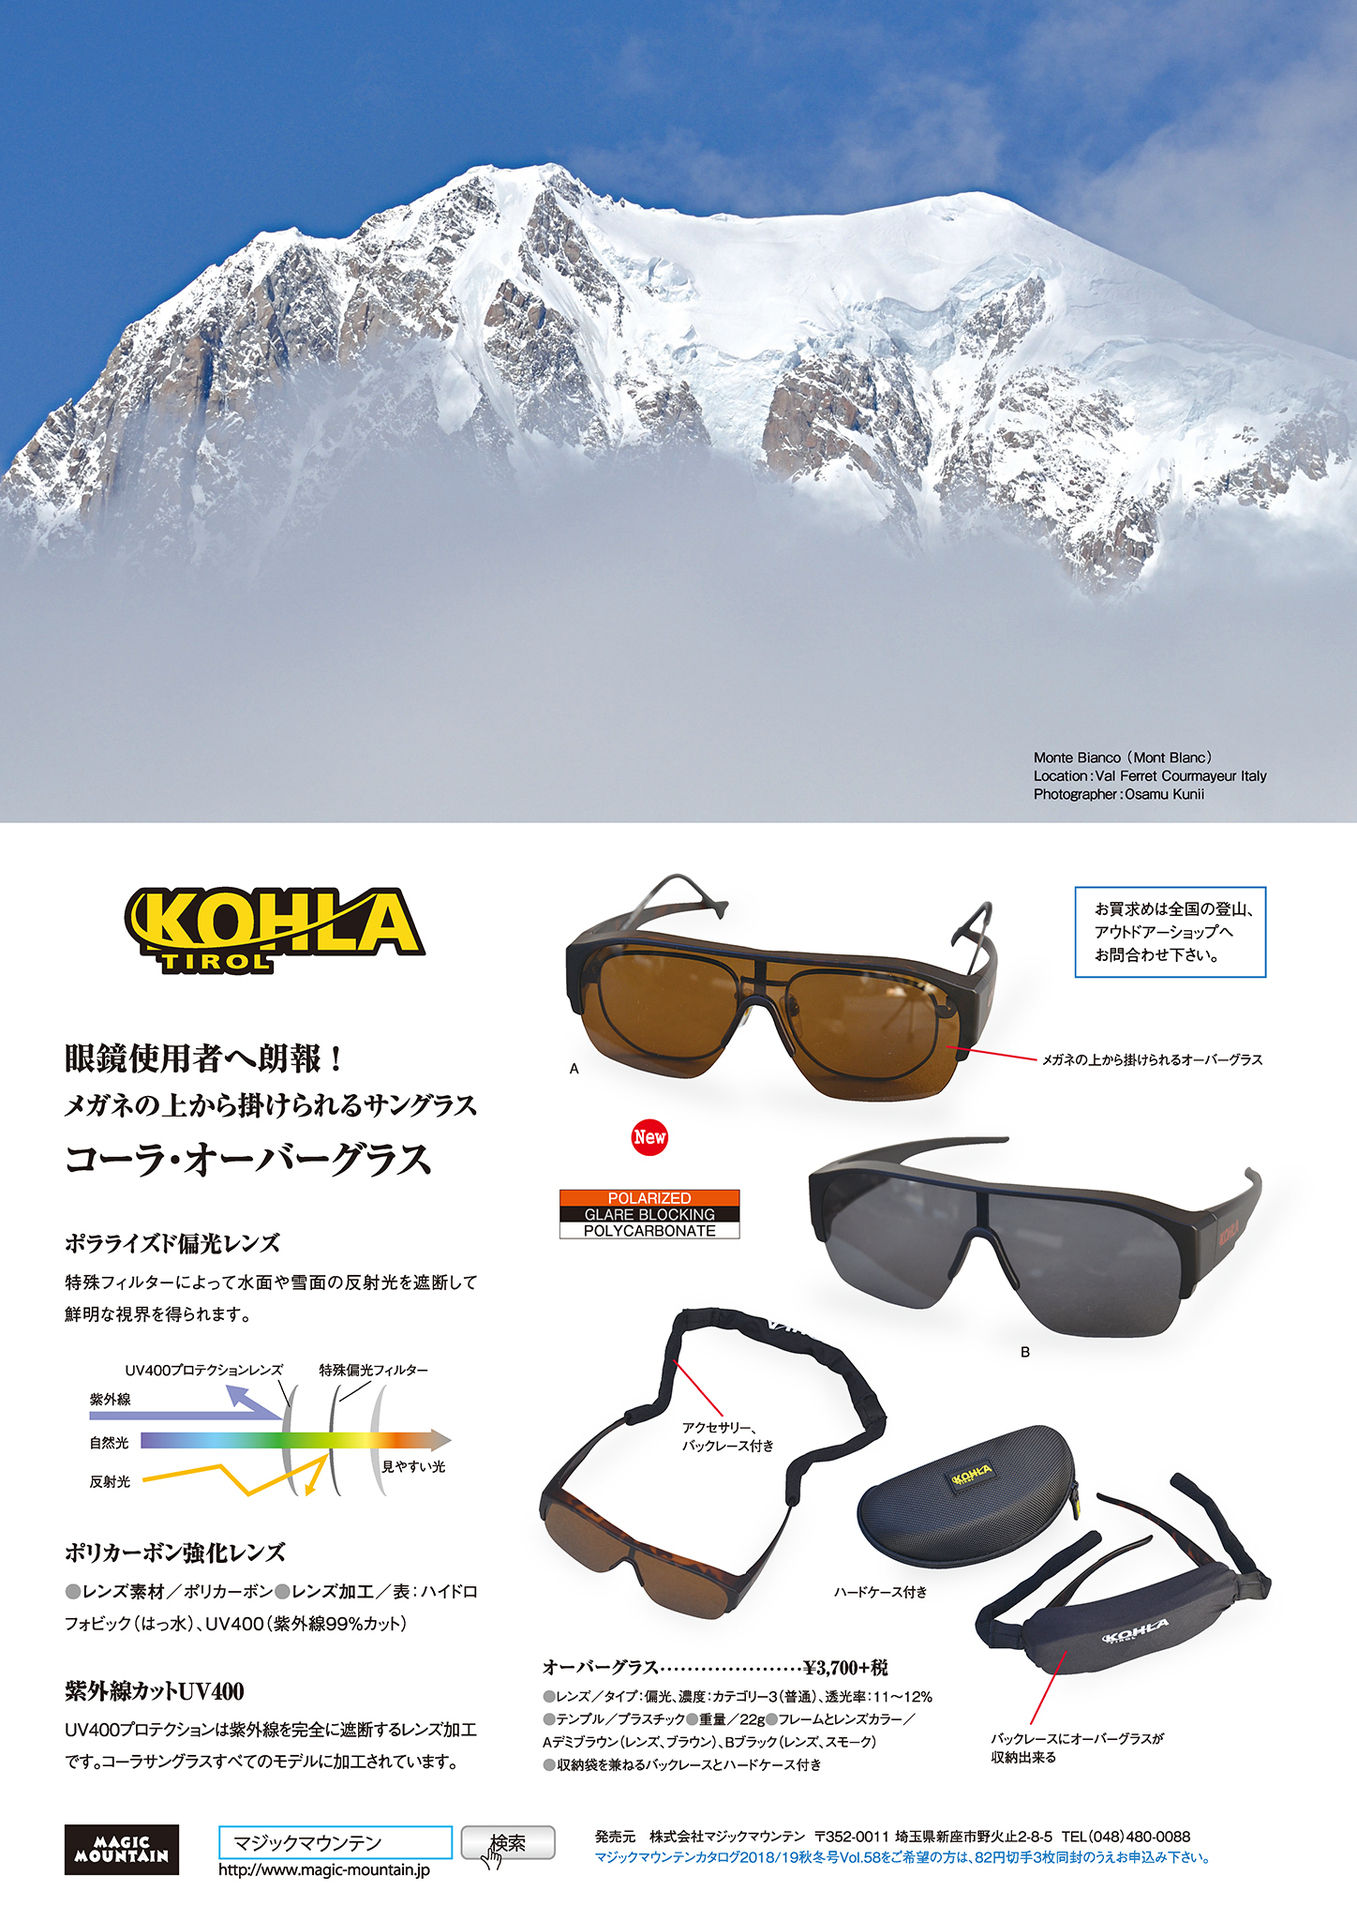 Monte Bianco（Mont Blanc）
Location：Val Ferret Courmayeur Italy
Photographer：Osamu Kunii
KOHLA
TIROL
お買求めは全国の登山、
アウトドアーショップへ
お問合わせ下さい。
眼鏡使用者へ朗報！
メガネの上から掛けられるサングラス
コーラ・オーバーグラス
A
メガネの上から掛けられるオーバーグラス
New
POLARIZED
GLARE BLOCKING
POLYCARBONATE
KOHLA
B
ポラライズド偏光レンズ
特殊フィルターによって水面や雪面の反射光を遮断して
鮮明な視界を得られます。
UV400プロテクションレンズ
特殊偏光フィルター
紫外線
自然光
反射光
見やすい光
アクセサリー、
バックレース付き
KOHLA
TIROL
ハードケース付き
KOHLA
TIROL
バックレースにオーバーグラスが
収納出来る
ポリカーボン強化レンズ
●レンズ素材／ポリカーボン●レンズ加工／表：ハイドロ
フォビック（はっ水）、UV400（紫外線99%カット）
紫外線カットUV400
UV400プロテクションは紫外線を完全に遮断するレンズ加工
です。コーラサングラスすべてのモデルに加工されています。
オーバーグラス…………………¥3,700+税
●レンズ／タイプ：偏光、濃度：カテゴリー3（普通）、透光率：11〜12%
●テンプル／プラスチック●重量／22g●フレームとレンズカラー／
Aデミブラウン（レンズ、ブラウン）、Bブラック（レンズ、スモーク）
●収納袋を兼ねるバックレースとハードケース付き
MAGIC
MOUNTAIN
マジックマウンテン
検索
http://www.magic-mountain.jp
発売元　株式会社マジックマウンテン　〒352-0011 埼玉県新座市野火止2-8-5　TEL（048）480-0088
マジックマウンテンカタログ2018/19秋冬号Vol.58をご希望の方は、82円切手3枚同封のうえお申込み下さい。